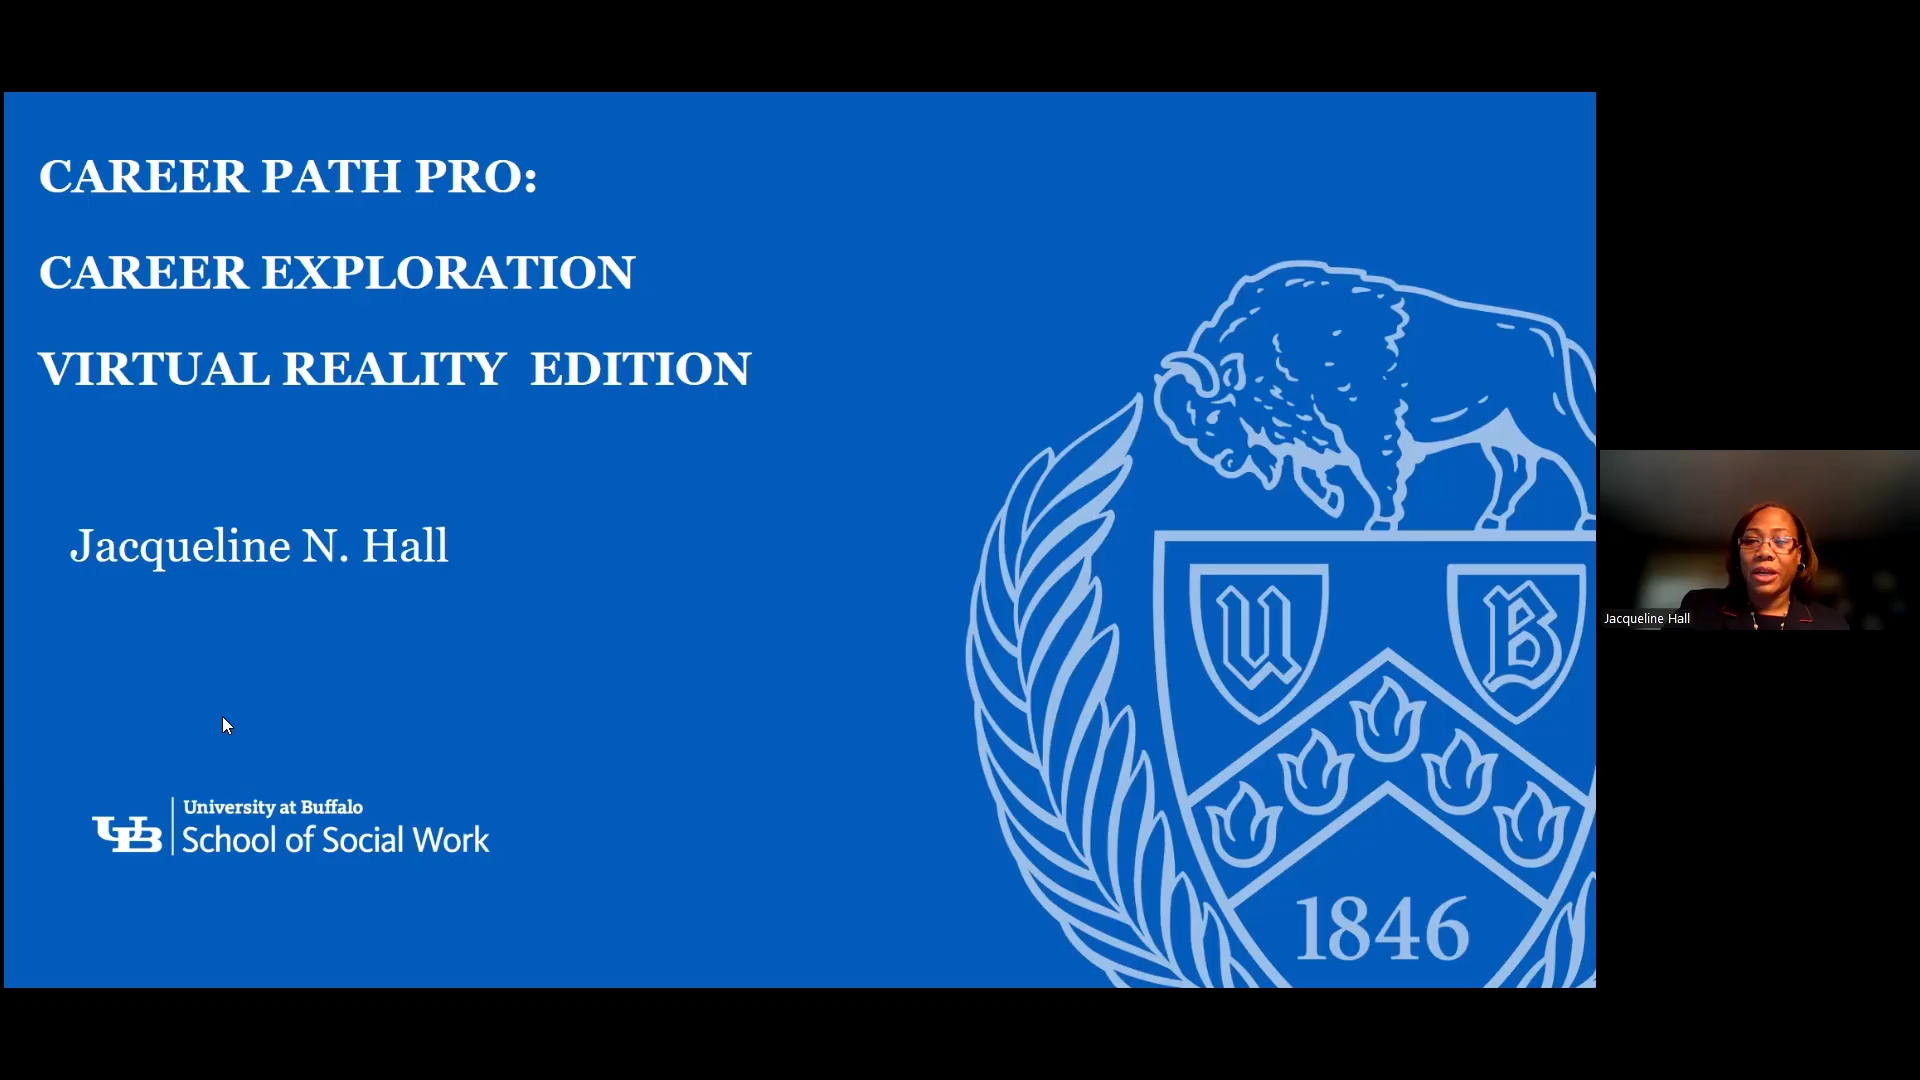 CAREER PATH PRO:
CAREER EXPLORATION
VIRTUAL REALITY EDITION
Jacqueline N. Hall
UB
University at Buffalo
School of Social Work
U B
1846
Jacqueline Hall